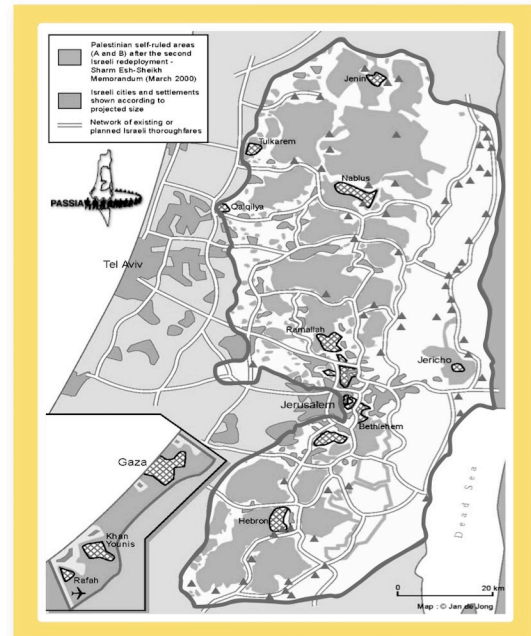 Palestinian self-ruled areas
(A and B) after the second
Israeli redeployment -
Sharm Esh-Sheikh
Memorandum (March 2000)
Israeli cities and settlements
shown according to
projected size
Network of existing or
planned Israeli thoroughfares
PASSIA
Jenin
Tulkarem
Nablus
Qalqilya
Tel Aviv
Ramallah
Jericho
Jerusalem
Bethlehem
Gaza
Hebron
Khan
Younis
Rafah
Dead Sea
0 20 km
Map : © Jan de Jong